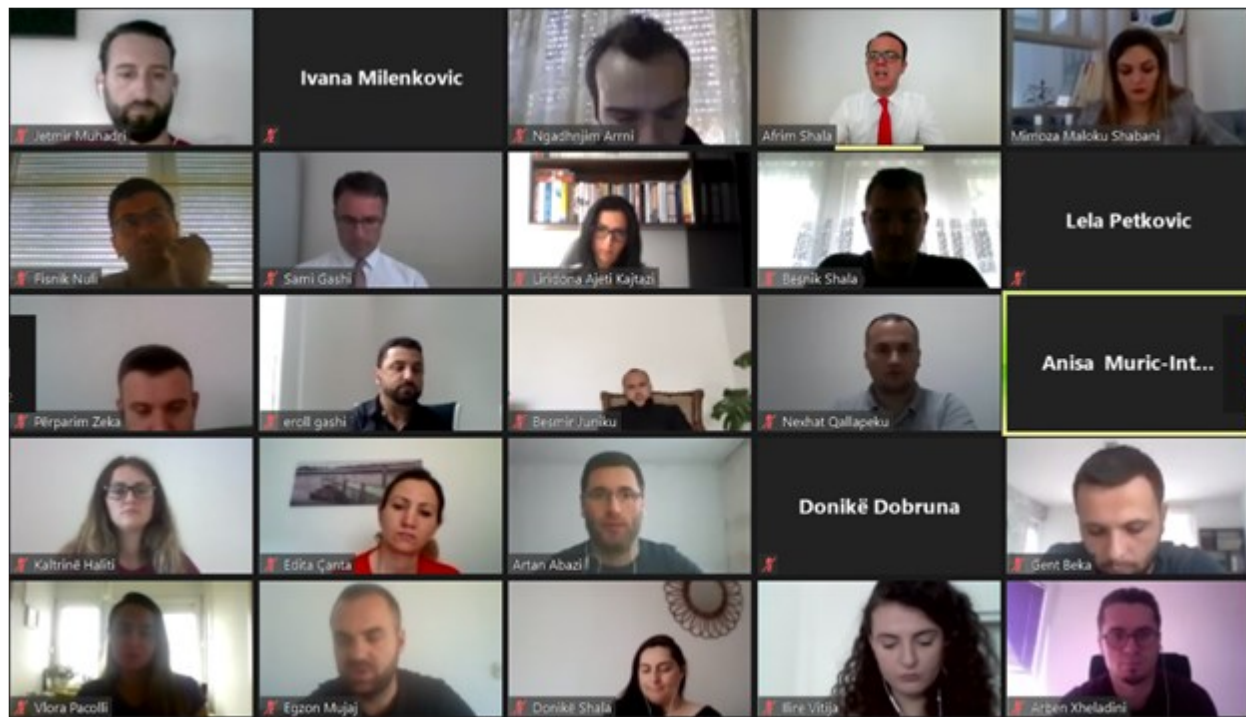 Jetmir Muhadri
Ivana Milenkovic
Ngadhnjim Arrni
Afrim Shala
Mimoza Maloku Shabani
Fisnik Nuli
Sami Gashi
Liridona Ajeti Kajtazi
Besnik Shala
Lela Petkovic
Përparim Zeka
eroll gashi
Besmir Juniku
Nexhat Qallapeku
Anisa Muric-Int...
Kaltrinë Haliti
Edita Çanta
Artan Abazi
Donikë Dobruna
Gent Beka
Vlora Pacolli
Egzon Mujaj
Donikë Shala
Ilire Vitija
Arben Xheladini